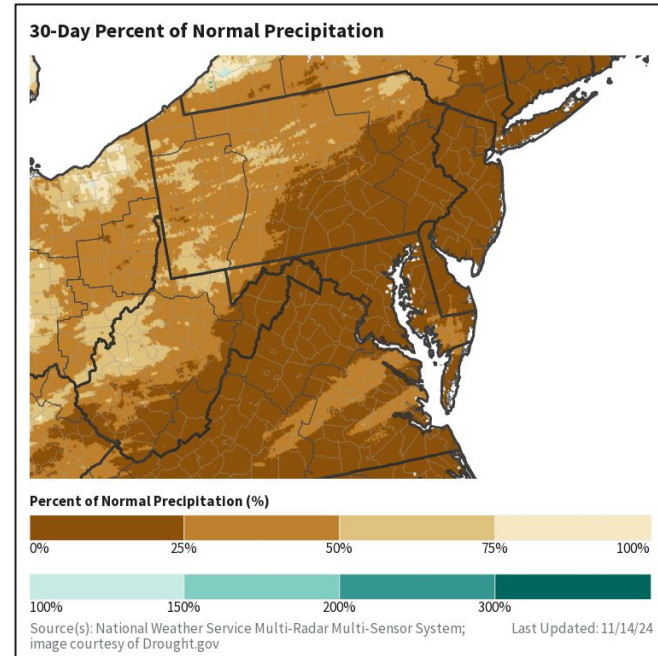 30-Day Percent of Normal Precipitation
Percent of Normal Precipitation (%)
0% 25% 50% 75% 100%
100% 150% 200% 300%
Source(s): National Weather Service Multi-Radar Multi-Sensor System; Last Updated: 11/14/24
image courtesy of Drought.gov